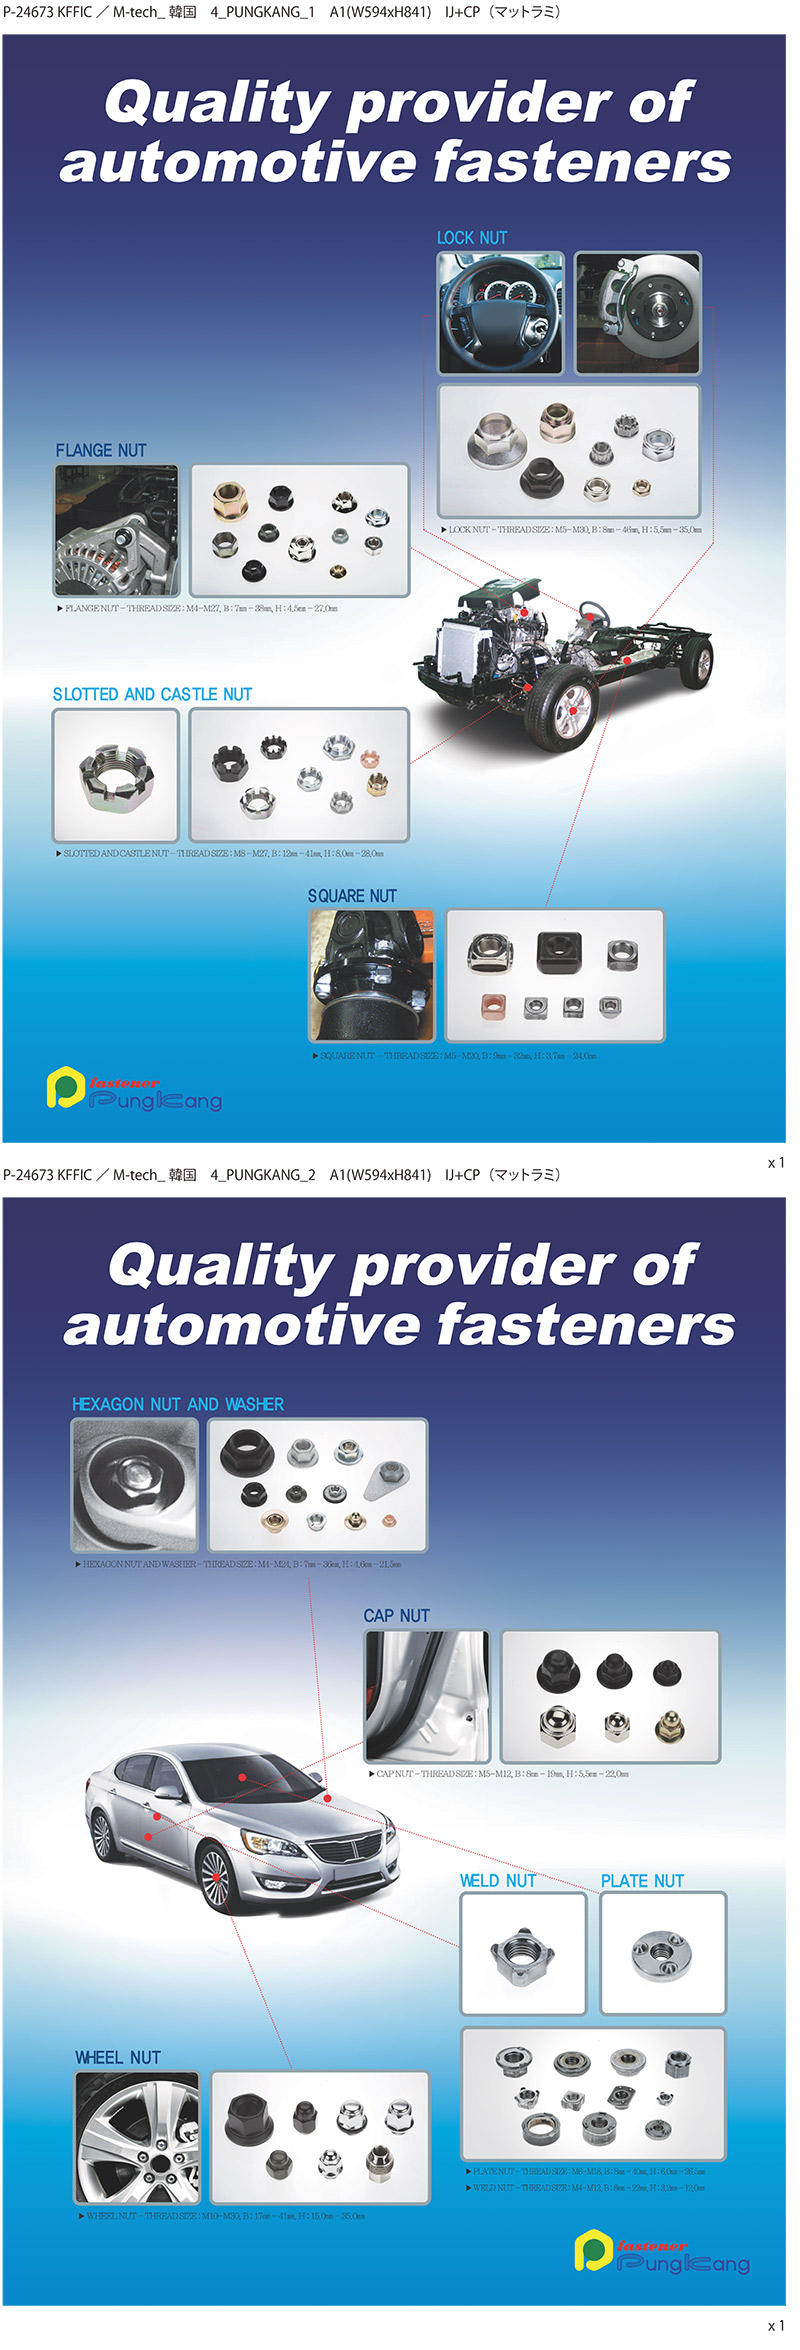 P-24673 KFFIC ／ M-tech_ 韓国　4_PUNGKANG_1　A1(W594xH841)　IJ+CP（マットラミ）
Quality provider of
automotive fasteners
LOCK NUT
▶ LOCK NUT - THREAD SIZE : M5-M30, B : 8㎜ - 46㎜, H : 5.5㎜ - 35.0㎜
FLANGE NUT
▶ FLANGE NUT - THREAD SIZE : M4-M27, B : 7㎜ - 38㎜, H : 4.5㎜ - 27.0㎜
SLOTTED AND CASTLE NUT
▶ SLOTTED AND CASTLE NUT - THREAD SIZE : M8 - M27, B : 12㎜ - 41㎜, H : 8.0㎜ - 28.0㎜
SQUARE NUT
▶ SQUARE NUT - THREAD SIZE : M5-M20, B : 9㎜ - 32㎜, H : 3.7㎜ - 24.0㎜
fastener
PungKang
x 1
P-24673 KFFIC ／ M-tech_ 韓国　4_PUNGKANG_2　A1(W594xH841)　IJ+CP（マットラミ）
Quality provider of
automotive fasteners
HEXAGON NUT AND WASHER
▶ HEXAGON NUT AND WASHER - THREAD SIZE : M4-M24, B : 7㎜ - 36㎜, H : 4.6㎜ - 21.5㎜
CAP NUT
▶ CAP NUT - THREAD SIZE : M5-M12, B : 8㎜ - 19㎜, H : 5.5㎜ - 22.0㎜
WELD NUT PLATE NUT
WHEEL NUT
▶ PLATE NUT - THREAD SIZE : M6-M18, B : 8㎜ - 40㎜, H : 6.0㎜ - 26.5㎜
▶ WELD NUT - THREAD SIZE : M4-M12, B : 8㎜ - 22㎜, H : 3.2㎜ - 12.0㎜
▶ WHEEL NUT - THREAD SIZE : M10-M30, B : 17㎜ - 41㎜, H : 15.0㎜ - 35.0㎜
fastener
PungKang
x 1